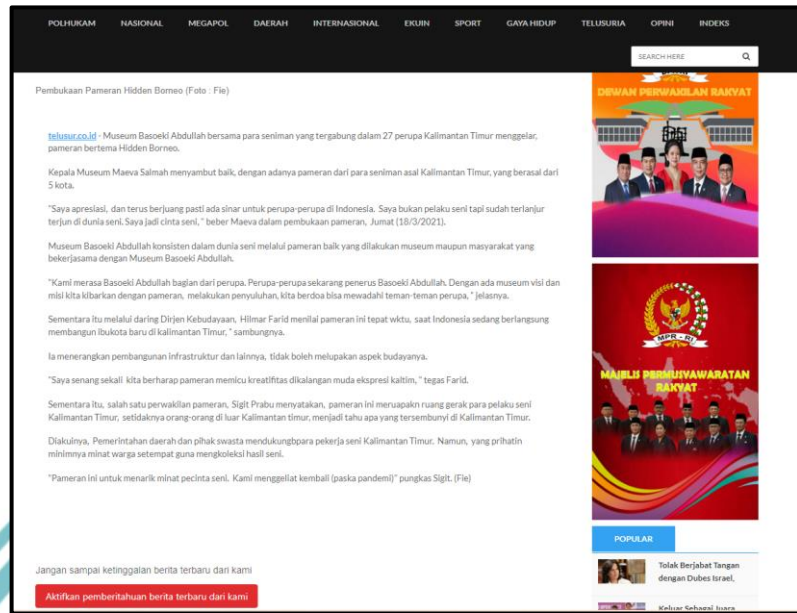 POLHUKAM NASIONAL MEGAPOL DAERAH INTERNASIONAL EKUIN SPORT GAYA HIDUP TELUSURIA OPINI INDEKS
SEARCH HERE
Pembukaan Pameran Hidden Borneo (Foto : Fie)
telusur.co.id - Museum Basoeki Abdullah bersama para seniman yang tergabung dalam 27 perupa Kalimantan Timur menggelar,
pameran bertema Hidden Borneo.
Kepala Museum Maeva Salmah menyambut baik, dengan adanya pameran dari para seniman asal Kalimantan Timur, yang berasal dari
5 kota.
"Saya apresiasi, dan terus berjuang pasti ada sinar untuk perupa-perupa di Indonesia. Saya bukan pelaku seni tapi sudah terlanjur
terjun di dunia seni. Saya jadi cinta seni, " beber Maeva dalam pembukaan pameran, Jumat (18/3/2021).
Museum Basoeki Abdullah konsisten dalam dunia seni melalui pameran baik yang dilakukan museum maupun masyarakat yang
bekerjasama dengan Museum Basoeki Abdullah.
"Kami merasa Basoeki Abdullah bagian dari perupa. Perupa-perupa sekarang penerus Basoeki Abdullah. Dengan ada museum visi dan
misi kita kibarkan dengan pameran, melakukan penyuluhan, kita berdoa bisa mewadahi teman-teman perupa, " jelasnya.
Sementara itu melalui daring Dirjen Kebudayaan, Hilmar Farid menilai pameran ini tepat wktu, saat Indonesia sedang berlangsung
membangun Ibukota baru di kalimantan Timur, " sambungnya.
Ia menerangkan pembangunan infrastruktur dan lainnya, tidak boleh melupakan aspek budayanya.
"Saya senang sekali kita berharap pameran memicu kreatifitas dikalangan muda ekspresi kaltim, " tegas Farid.
Sementara itu, salah satu perwakilan pameran, Sigit Prabu menyatakan, pameran ini meruapakn ruang gerak para pelaku seni
Kalimantan Timur, setidaknya orang-orang di luar Kalimantan timur, menjadi tahu apa yang tersembunyi di Kalimantan Timur.
Diakuinya, Pemerintahan daerah dan pihak swasta mendukungbpara pekerja seni Kalimantan Timur. Namun, yang prihatin
minimnya minat warga setempat guna mengkoleksi hasil seni.
"Pameran ini untuk menarik minat pecinta seni. Kami menggeliat kembali (paska pandemi)" pungkas Sigit. (Fie)
Jangan sampai ketinggalan berita terbaru dari kami
Aktifkan pemberitahuan berita terbaru dari kami
DEWAN PERWAKILAN RAKYAT
MPR - RI
MAJELIS PERMUSYAWARATAN
RAKYAT
POPULAR
Tolak Berjabat Tangan
dengan Dubes Israel,
Keluar Sebagai Juara